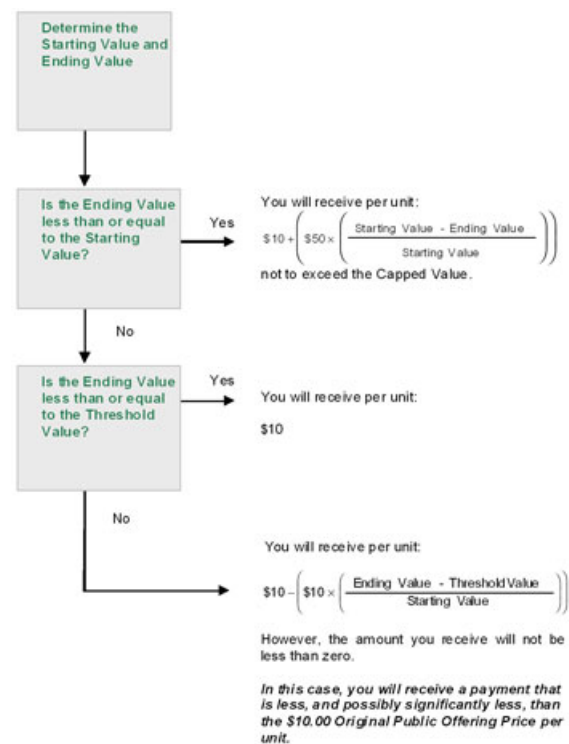 Determine the
Starting Value and
Ending Value
Is the Ending Value
less than or equal
to the Starting
Value?
Yes
You will receive per unit:
$10 + ( $50 × ( Starting Value - Ending Value
Starting Value ) )
not to exceed the Capped Value.
No
Is the Ending Value
less than or equal
to the Threshold
Value?
Yes
You will receive per unit:
$10
No
You will receive per unit:
$10 – ( $10 × ( Ending Value - Threshold Value
Starting Value ) )
However, the amount you receive will not be
less than zero.
In this case, you will receive a payment that
is less, and possibly significantly less, than
the $10.00 Original Public Offering Price per
unit.